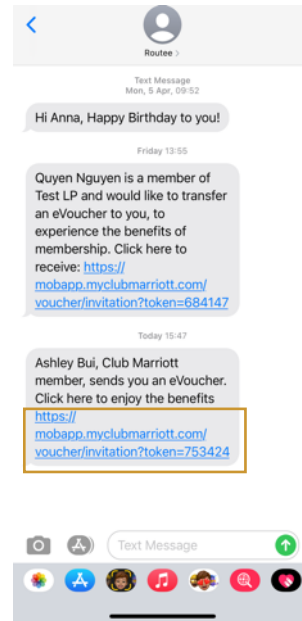 Routee >
Text Message
Mon, 5 Apr, 09:52
Hi Anna, Happy Birthday to you!
Friday 13:55
Quyen Nguyen is a member of
Test LP and would like to transfer
an eVoucher to you, to
experience the benefits of
membership. Click here to
receive: https://
mobapp.myclubmarriott.com/
voucher/invitation?token=684147
Today 15:47
Ashley Bui, Club Marriott
member, sends you an eVoucher.
Click here to enjoy the benefits
https://
mobapp.myclubmarriott.com/
voucher/invitation?token=753424
Text Message